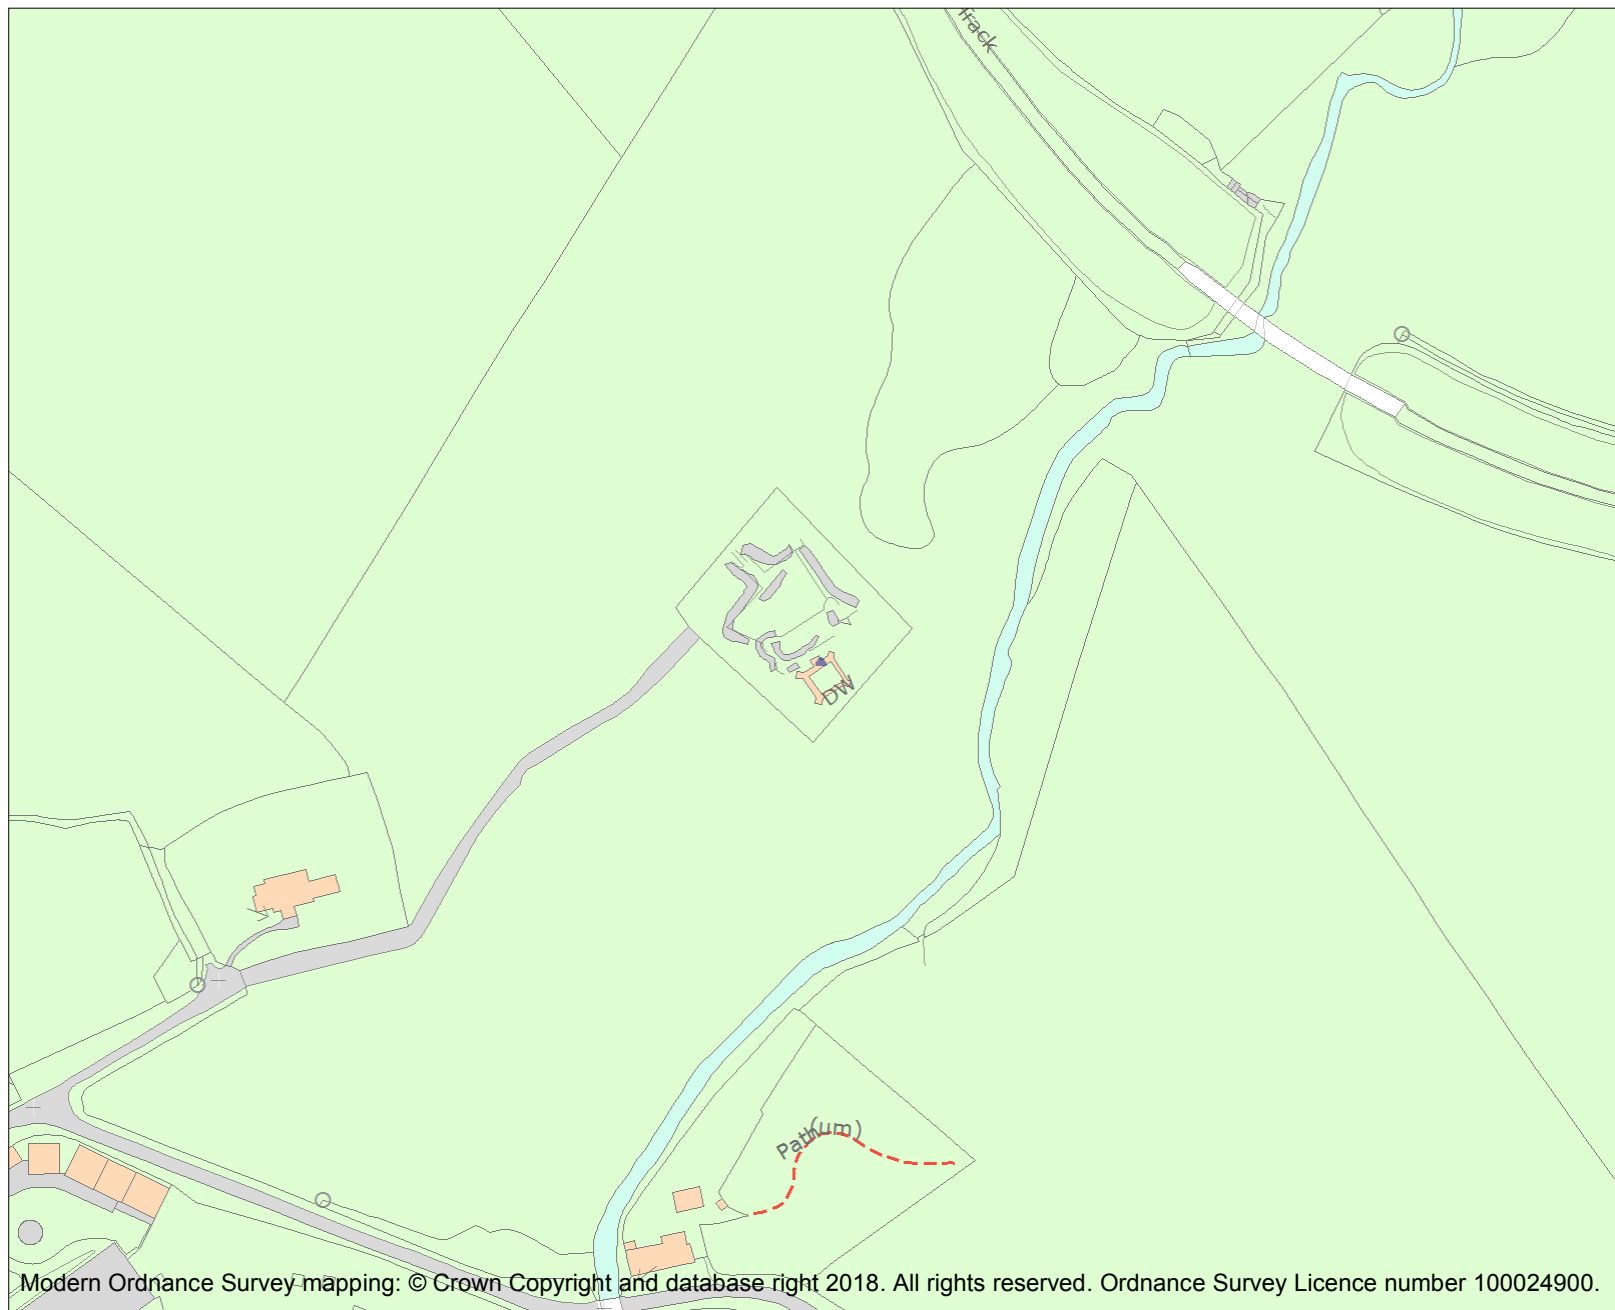 Track
DW
Path (um)
Modern Ordnance Survey mapping: © Crown Copyright and database right 2018. All rights reserved. Ordnance Survey Licence number 100024900.